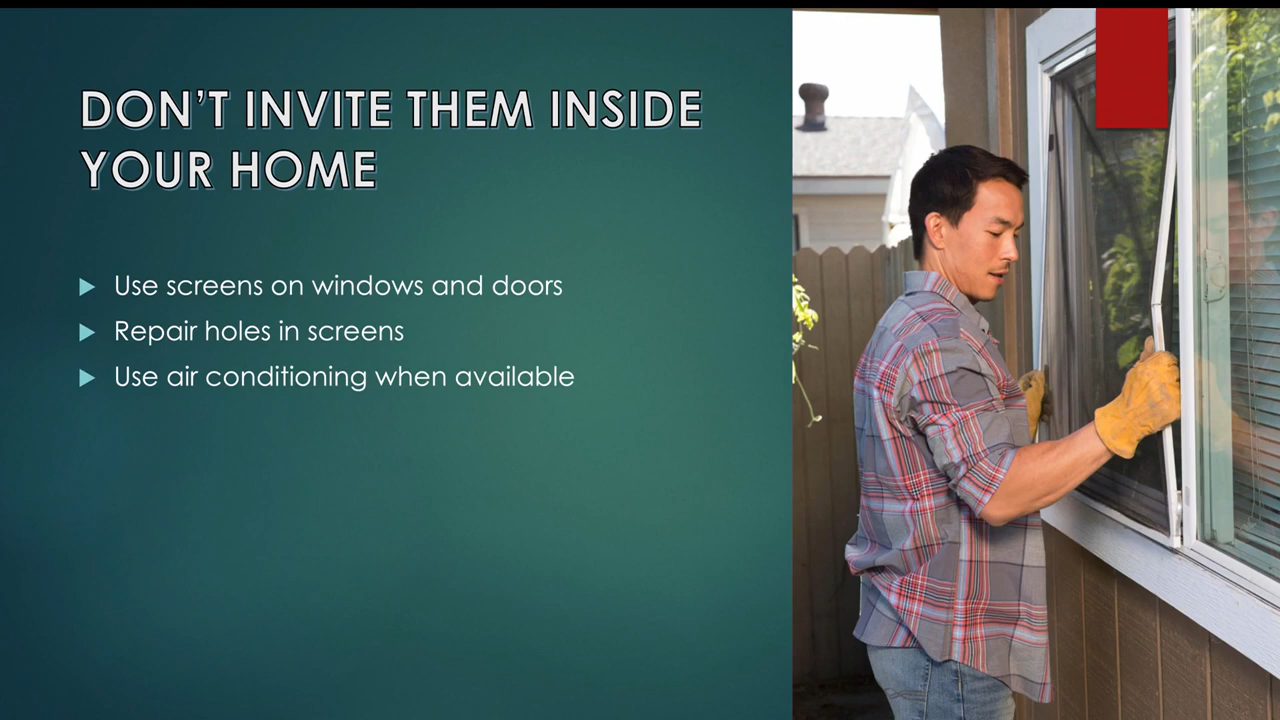 DON'T INVITE THEM INSIDE
YOUR HOME
Use screens on windows and doors
Repair holes in screens
Use air conditioning when available